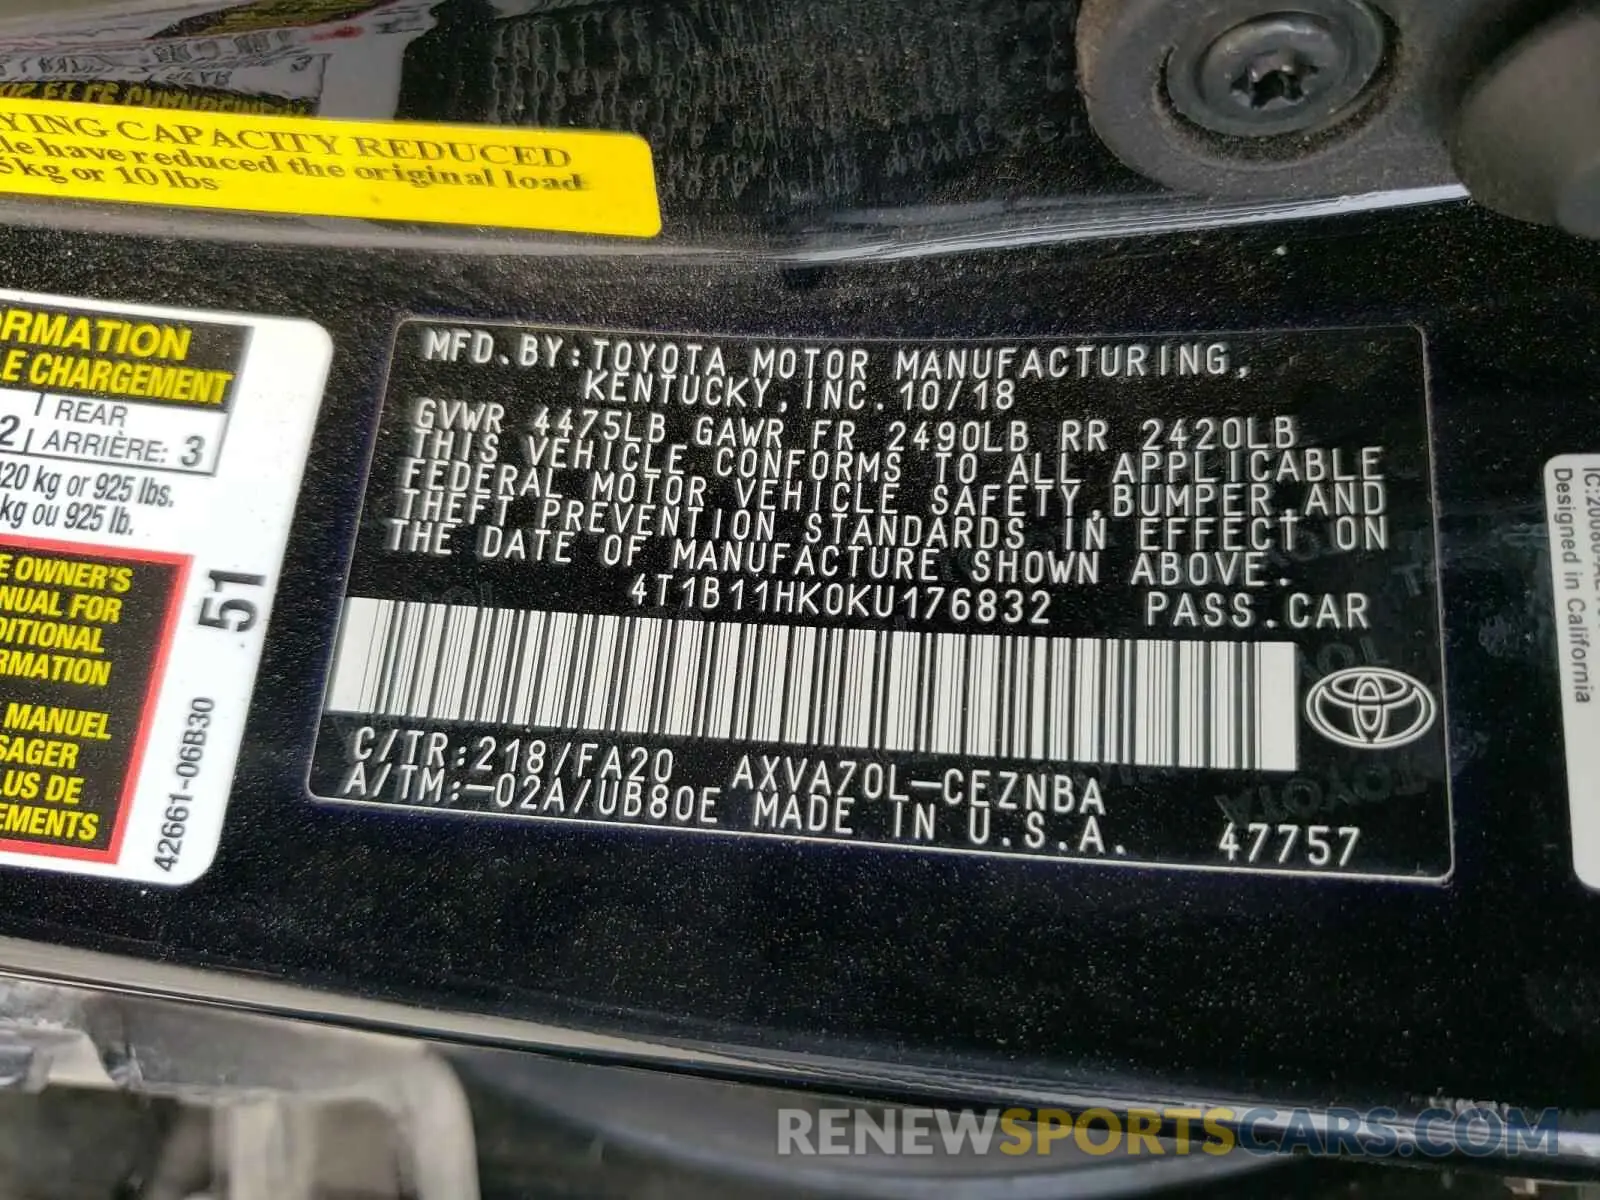 YING CAPACITY REDUCED
le have reduced the original load
5 kg or 10 lbs
ORMATION
LE CHARGEMENT
2 REAR
ARRIÈRE: 3
420 kg or 925 lbs.
kg ou 925 lb.
E OWNER'S
NUAL FOR
DITIONAL
RMATION
MANUEL
SAGER
LUS DE
EMENTS
51
42661-06B30
MFD.BY:TOYOTA MOTOR MANUFACTURING,
KENTUCKY,INC. 10/18
GVWR 4475LB GAWR FR 2490LB RR 2420LB
THIS VEHICLE CONFORMS TO ALL APPLICABLE
FEDERAL MOTOR VEHICLE SAFETY,BUMPER,AND
THEFT PREVENTION STANDARDS IN EFFECT ON
THE DATE OF MANUFACTURE SHOWN ABOVE.
4T1B11HK0KU176832 PASS.CAR
C/TR:218/FA20 AXVA70L-CEZNBA
A/TM:-02A/UB80E MADE IN U.S.A. 47757
TOYOTA
Designed in California
RENEWSPORTSCARS.COM